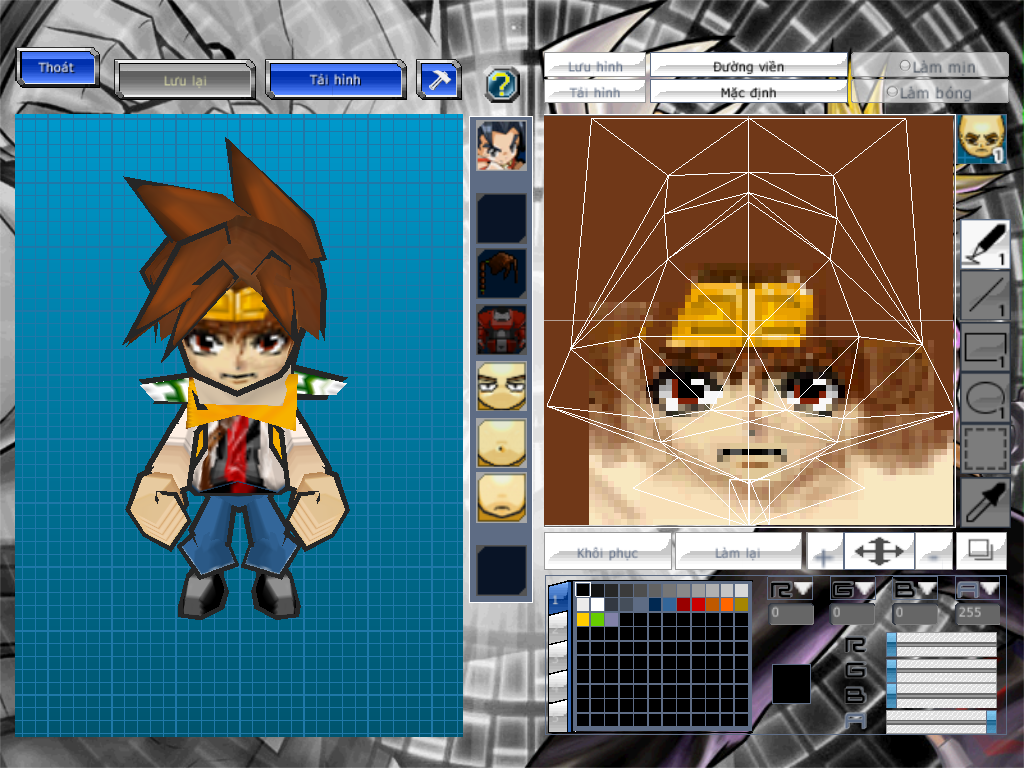 Thoát
Lưu lại
Tải hình
?
Lưu hình
Đường viền
Làm mịn
Tải hình
Mặc định
Làm bóng
1
1
1
1
1
Khôi phục
Làm lại
+
-
1
R G B A
0 0 0 255
R
G
B
A